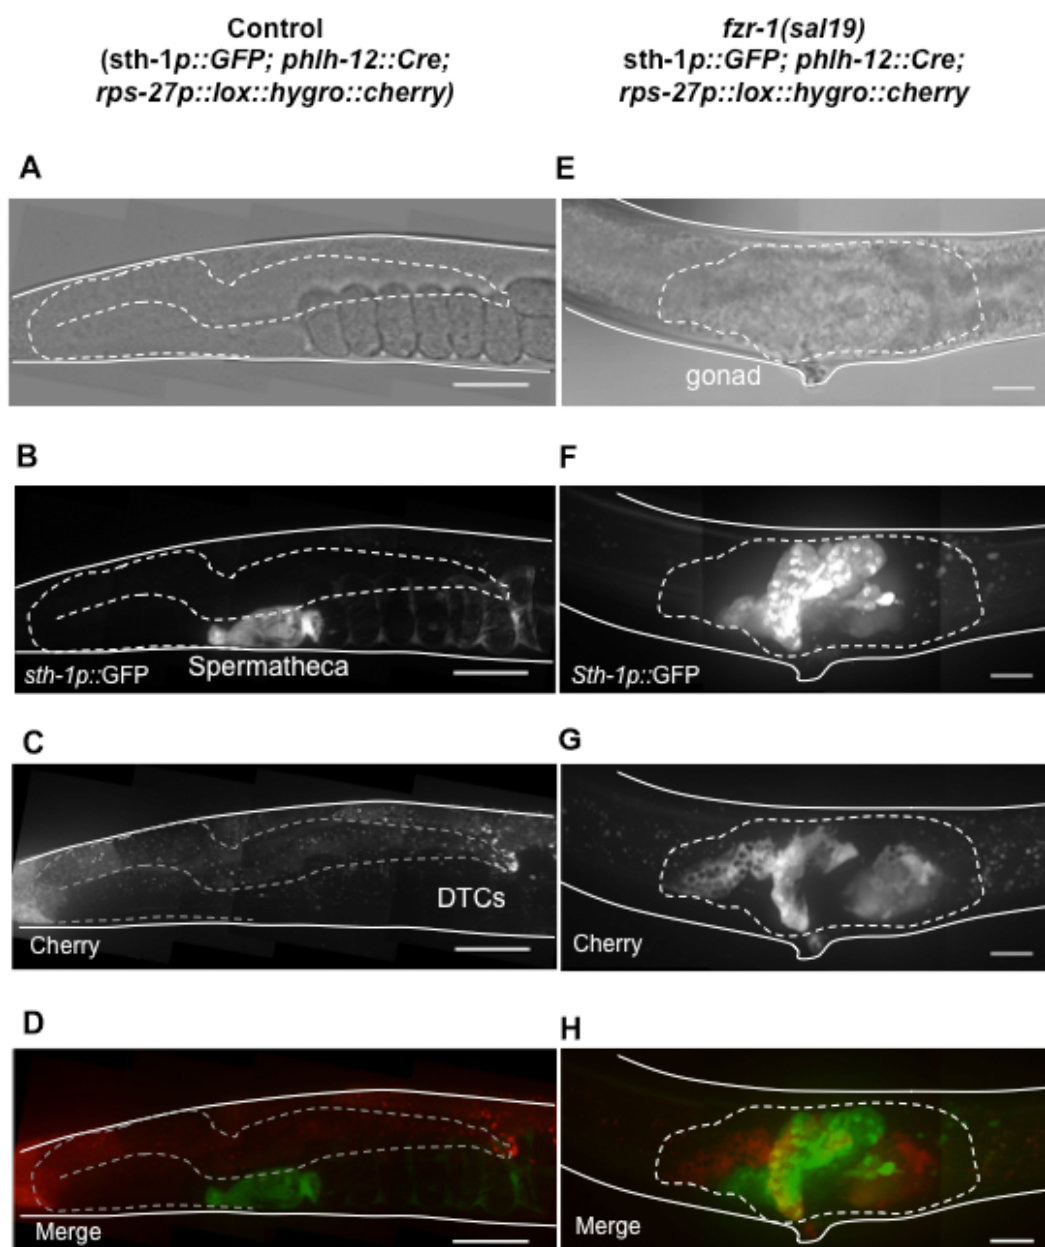 Control
(sth-1p::GFP; phlh-12::Cre;
rps-27p::lox::hygro::cherry)
fzr-1(sal19)
sth-1p::GFP; phlh-12::Cre;
rps-27p::lox::hygro::cherry
A
E
gonad
B
F
sth-1p::GFP
Spermatheca
Sth-1p::GFP
C
G
DTCs
Cherry
Cherry
D
H
Merge
Merge